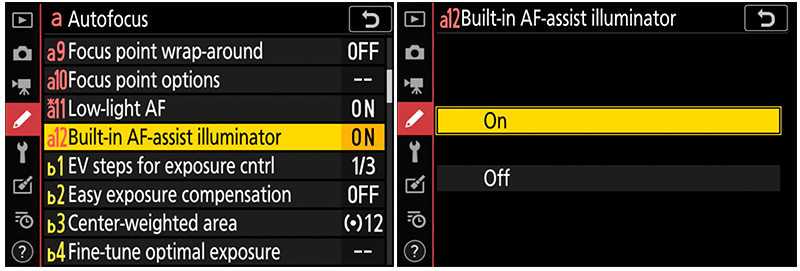 a Autofocus
a9 Focus point wrap-around OFF
a10 Focus point options --
*a11 Low-light AF ON
a12 Built-in AF-assist illuminator ON
b1 EV steps for exposure cntrl 1/3
b2 Easy exposure compensation OFF
b3 Center-weighted area (•)12
b4 Fine-tune optimal exposure --
?
a12 Built-in AF-assist illuminator
On
Off
?